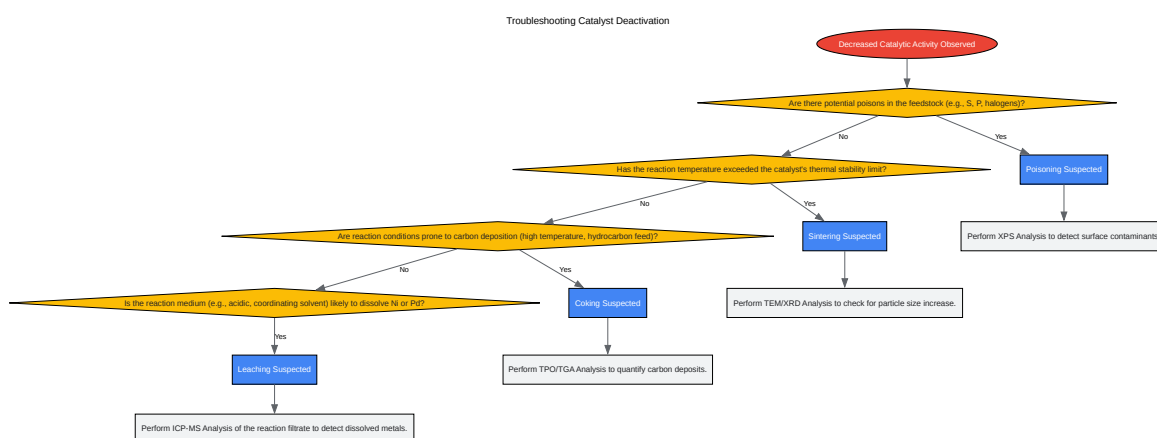 Troubleshooting Catalyst Deactivation
Decreased Catalytic Activity Observed
Are there potential poisons in the feedstock (e.g., S, P, halogens)?
No
Yes
Has the reaction temperature exceeded the catalyst's thermal stability limit?
Poisoning Suspected
No
Yes
Are reaction conditions prone to carbon deposition (high temperature, hydrocarbon feed)?
Sintering Suspected
Perform XPS Analysis to detect surface contaminants
No
Yes
Is the reaction medium (e.g., acidic, coordinating solvent) likely to dissolve Ni or Pd?
Coking Suspected
Perform TEM/XRD Analysis to check for particle size increase.
Yes
Leaching Suspected
Perform TPO/TGA Analysis to quantify carbon deposits.
Perform ICP-MS Analysis of the reaction filtrate to detect dissolved metals.